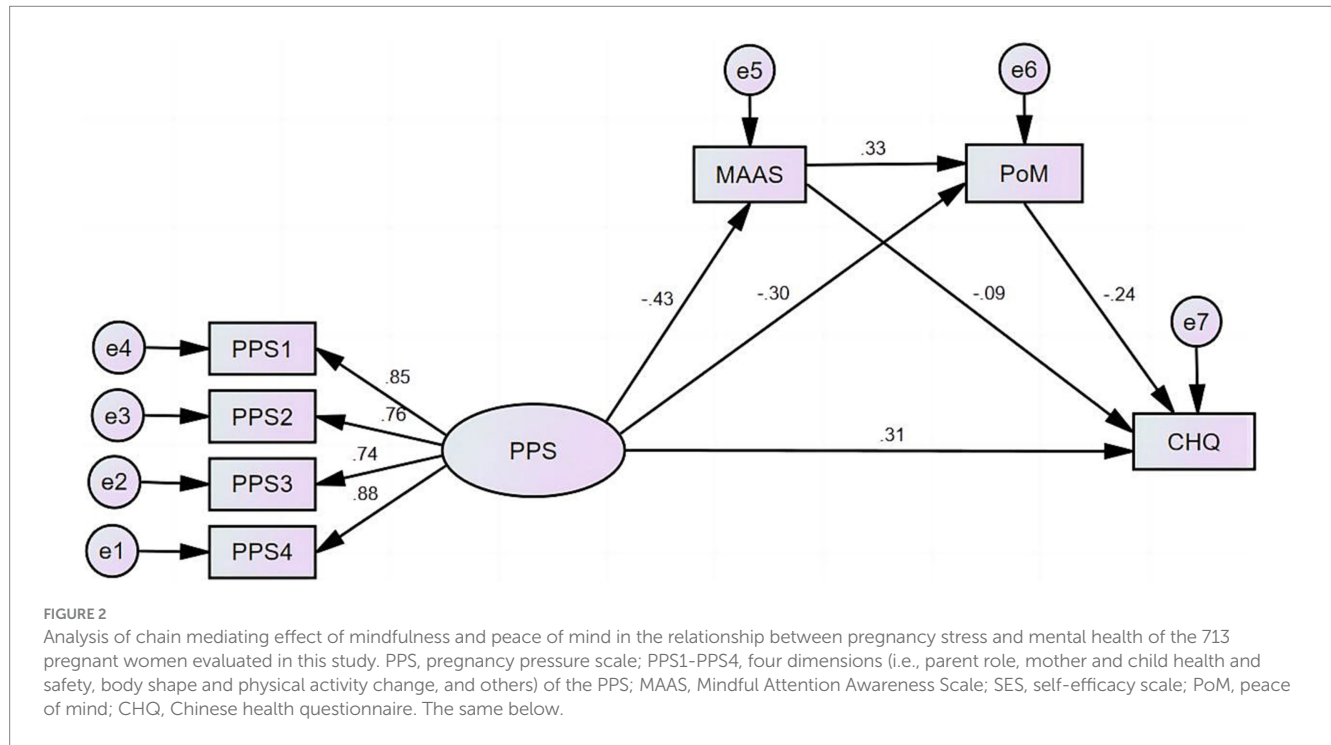 e5
e6
MAAS
.33
PoM
-.43
-.30
-.09
-.24
e7
e4
PPS1
.85
e3
PPS2
.76
PPS
.31
CHQ
e2
PPS3
.74
.88
e1
PPS4
FIGURE 2
Analysis of chain mediating effect of mindfulness and peace of mind in the relationship between pregnancy stress and mental health of the 713
pregnant women evaluated in this study. PPS, pregnancy pressure scale; PPS1-PPS4, four dimensions (i.e., parent role, mother and child health and
safety, body shape and physical activity change, and others) of the PPS; MAAS, Mindful Attention Awareness Scale; SES, self-efficacy scale; PoM, peace
of mind; CHQ, Chinese health questionnaire. The same below.